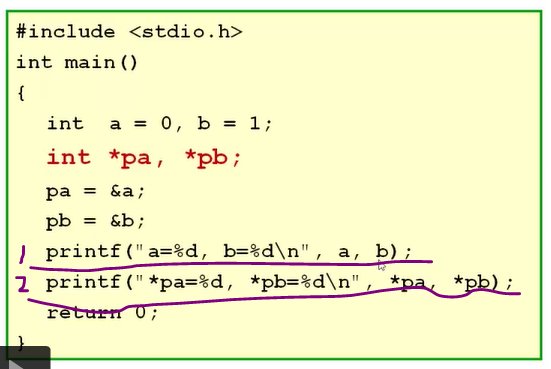 #include <stdio.h>
int main()
{
int a = 0, b = 1;
int *pa, *pb;
pa = &a;
pb = &b;
1 printf("a=%d, b=%d\n", a, b);
2 printf("*pa=%d, *pb=%d\n", *pa, *pb);
return 0;
}